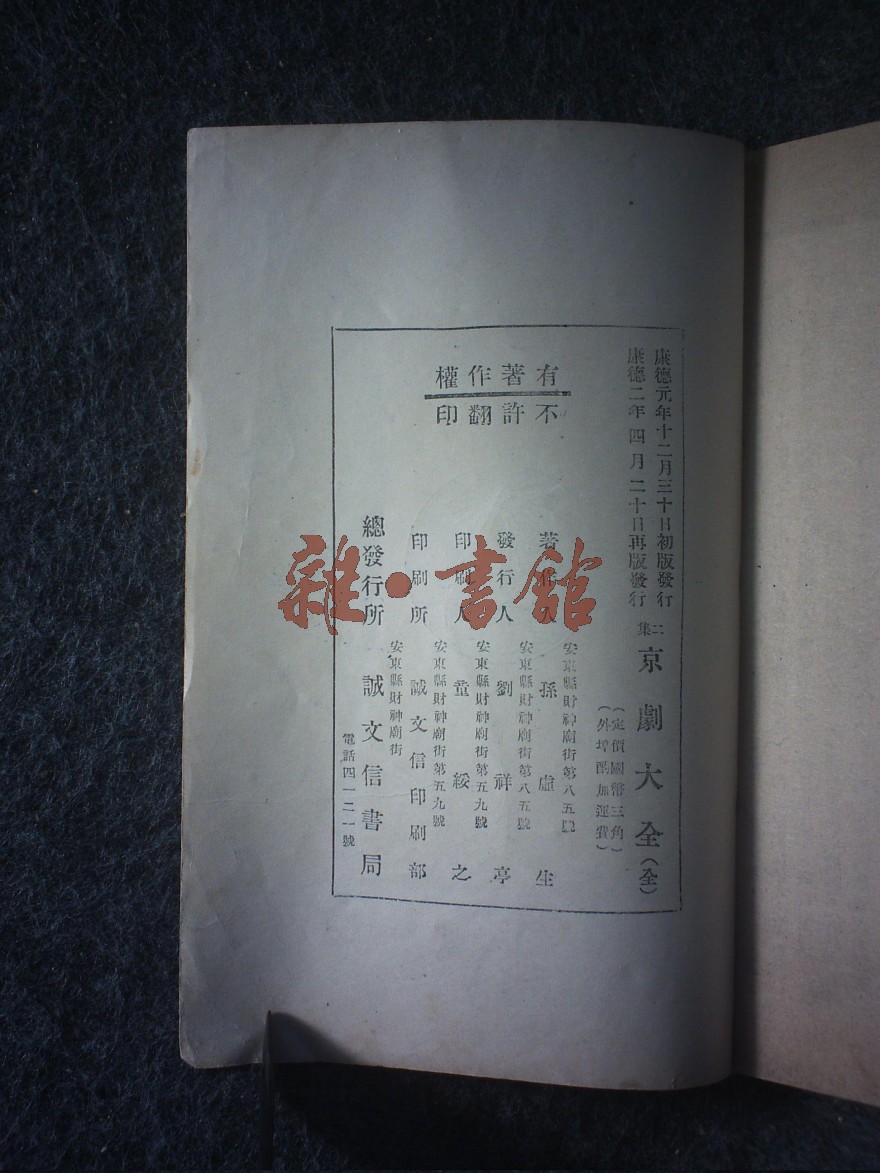 康德元年十二月三十日初版發行
康德二年四月二十日再版發行
二集 京劇大全(全)
(定價國幣三角)
(外埠酌加運費)
有著作權
不許翻印
安東縣財神廟街第八五號
著作人 孫虛生
安東縣財神廟街第八五號
發行人 劉祥亭
安東縣財神廟街第五九號
印刷人 童綏之
安東縣財神廟街第五九號
印刷所 誠文信印刷部
安東縣財神廟街
總發行所 誠文信書局
電話四一二一號
雜·書館